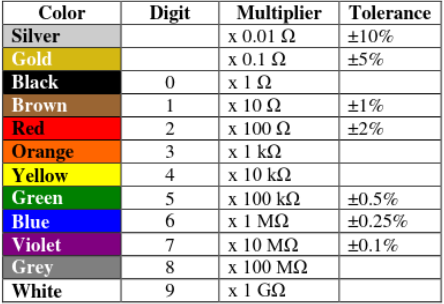 Color Digit Multiplier Tolerance
Silver x 0.01 Ω ±10%
Gold x 0.1 Ω ±5%
Black 0 x 1 Ω
Brown 1 x 10 Ω ±1%
Red 2 x 100 Ω ±2%
Orange 3 x 1 kΩ
Yellow 4 x 10 kΩ
Green 5 x 100 kΩ ±0.5%
Blue 6 x 1 MΩ ±0.25%
Violet 7 x 10 MΩ ±0.1%
Grey 8 x 100 MΩ
White 9 x 1 GΩ